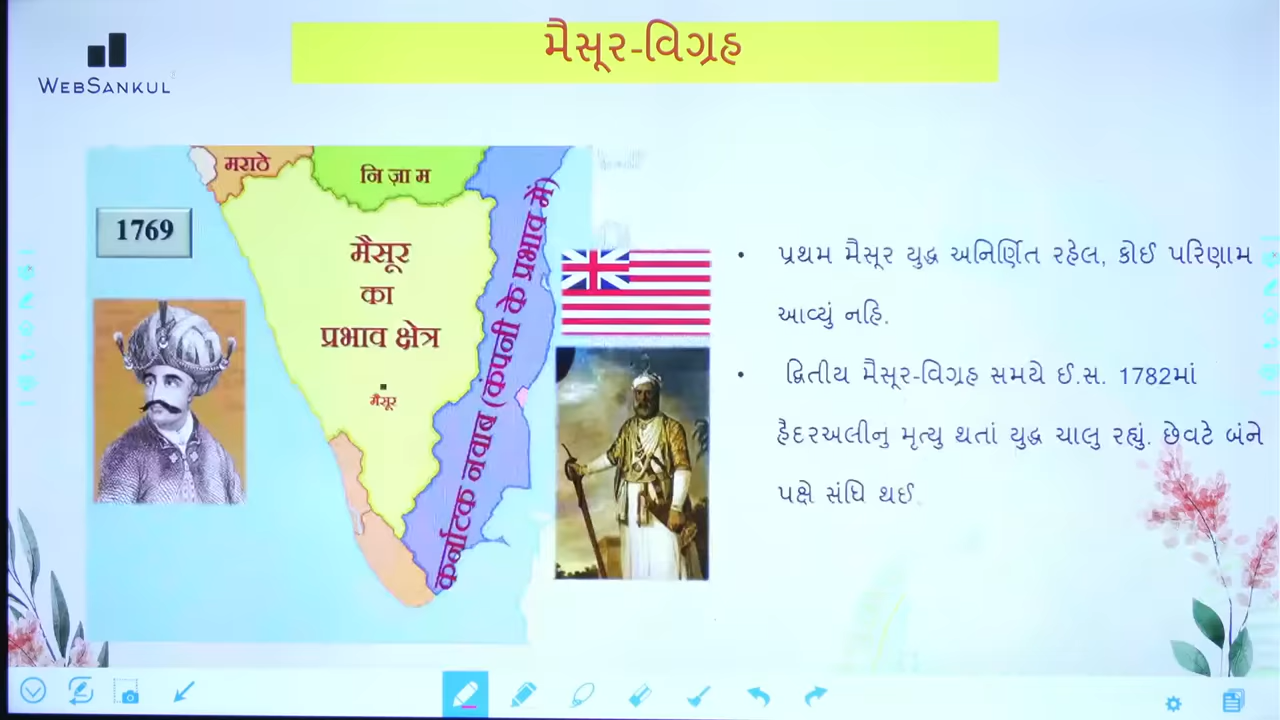 મૈસૂર-વિગ્રહ
WEBSANKUL
मराठे
नि ज़ा म
1769
मैसूर
का
प्रभाव क्षेत्र
मैसूर
कर्नाटक नवाब (कंपनी के प्रभाव में)
• પ્રથમ મૈસૂર યુદ્ધ અનિર્ણિત રહેલ, કોઈ પરિણામ
આવ્યું નહિ.
• દ્વિતીય મૈસૂર-વિગ્રહ સમયે ઈ.સ. 1782માં
હૈદરઅલીનુ મૃત્યુ થતાં યુદ્ધ ચાલુ રહ્યું. છેવટે બંને
પક્ષે સંધિ થઈ.